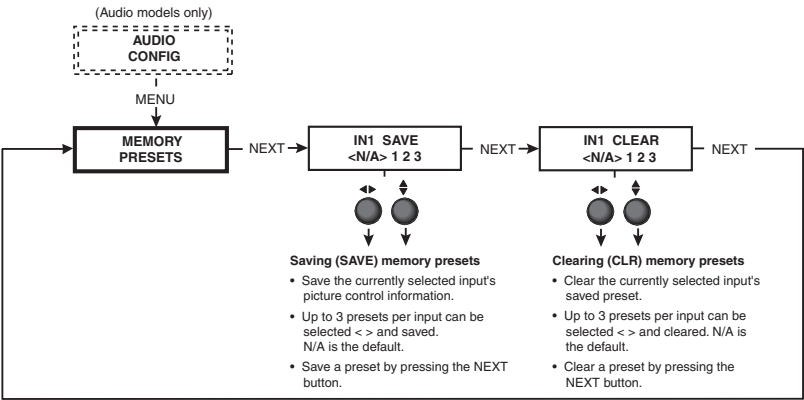 (Audio models only)
AUDIO
CONFIG
MENU
MEMORY
PRESETS
NEXT
IN1 SAVE
<N/A> 1 2 3
NEXT
IN1 CLEAR
<N/A> 1 2 3
NEXT
Saving (SAVE) memory presets
• Save the currently selected input's
picture control information.
• Up to 3 presets per input can be
selected < > and saved.
N/A is the default.
• Save a preset by pressing the NEXT
button.
Clearing (CLR) memory presets
• Clear the currently selected input's
saved preset.
• Up to 3 presets per input can be
selected < > and cleared. N/A is
the default.
• Clear a preset by pressing the
NEXT button.